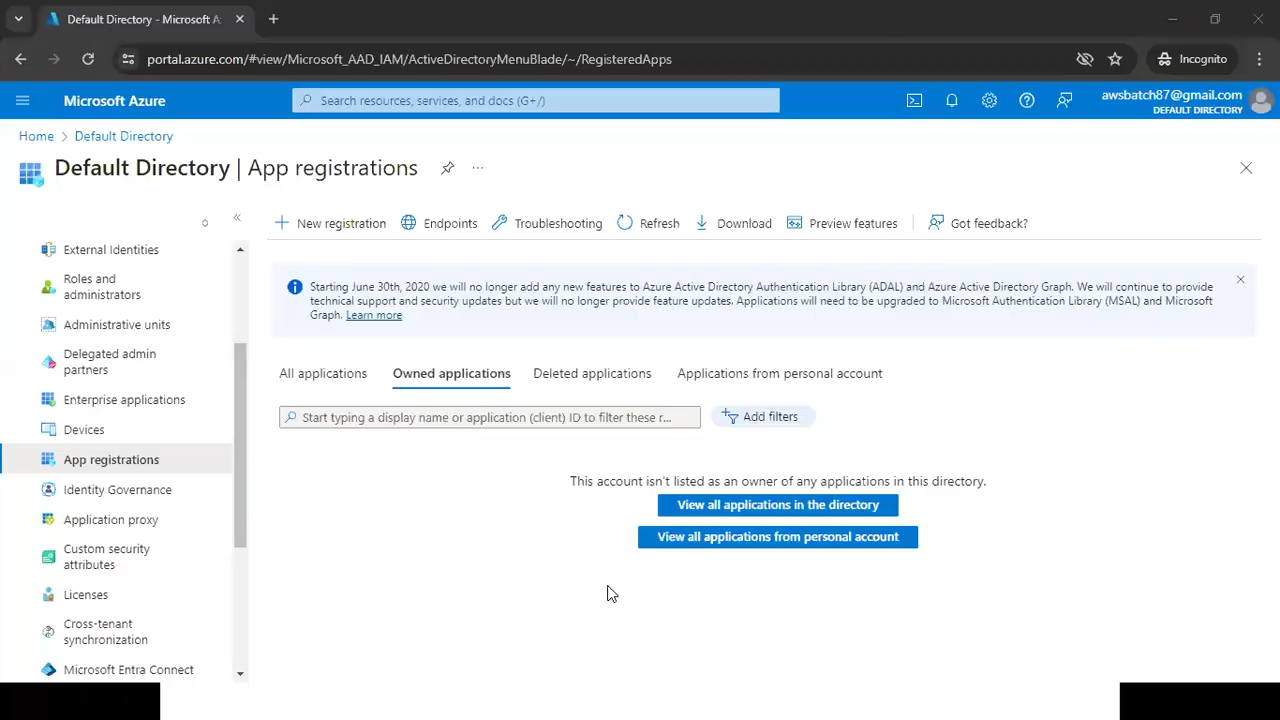 Default Directory - Microsoft A
portal.azure.com/#view/Microsoft_AAD_IAM/ActiveDirectoryMenuBlade/~/RegisteredApps
Incognito
Microsoft Azure
Search resources, services, and docs (G+/)
awsbatch87@gmail.com
DEFAULT DIRECTORY
Home > Default Directory
Default Directory | App registrations
New registration
Endpoints
Troubleshooting
Refresh
Download
Preview features
Got feedback?
External Identities
Roles and
administrators
Administrative units
Delegated admin
partners
Enterprise applications
Devices
App registrations
Identity Governance
Application proxy
Custom security
attributes
Licenses
Cross-tenant
synchronization
Microsoft Entra Connect
Starting June 30th, 2020 we will no longer add any new features to Azure Active Directory Authentication Library (ADAL) and Azure Active Directory Graph. We will continue to provide
technical support and security updates but we will no longer provide feature updates. Applications will need to be upgraded to Microsoft Authentication Library (MSAL) and Microsoft
Graph. Learn more
All applications
Owned applications
Deleted applications
Applications from personal account
Start typing a display name or application (client) ID to filter these r...
Add filters
This account isn't listed as an owner of any applications in this directory.
View all applications in the directory
View all applications from personal account